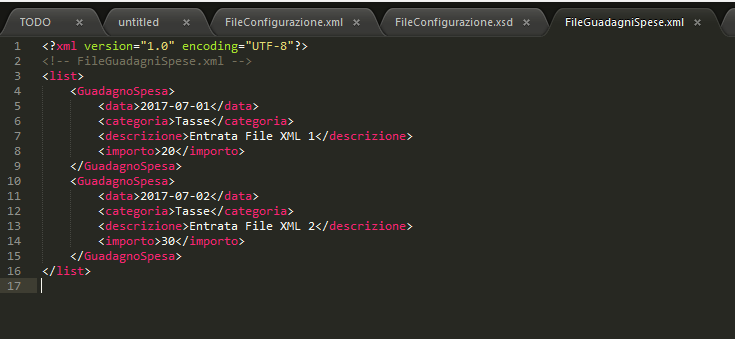 TODO × untitled × FileConfigurazione.xml × FileConfigurazione.xsd × FileGuadagniSpese.xml ×
1 <?xml version="1.0" encoding="UTF-8"?>
2 <!-- FileGuadagniSpese.xml -->
3 <list>
4 <GuadagnoSpesa>
5 <data>2017-07-01</data>
6 <categoria>Tasse</categoria>
7 <descrizione>Entrata File XML 1</descrizione>
8 <importo>20</importo>
9 </GuadagnoSpesa>
10 <GuadagnoSpesa>
11 <data>2017-07-02</data>
12 <categoria>Tasse</categoria>
13 <descrizione>Entrata File XML 2</descrizione>
14 <importo>30</importo>
15 </GuadagnoSpesa>
16 </list>
17